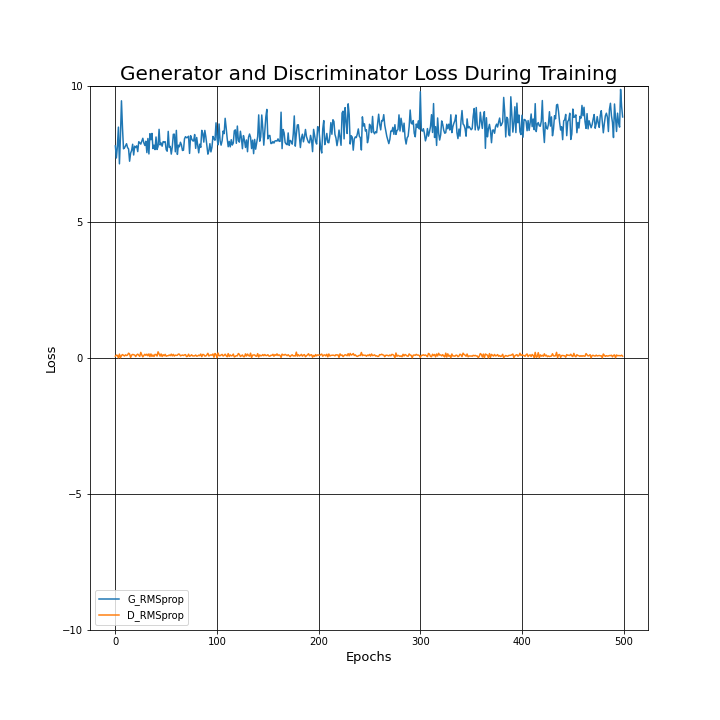 Generator and Discriminator Loss During Training
10
5
0
−5
−10
Loss
G_RMSprop
D_RMSprop
0 100 200 300 400 500
Epochs